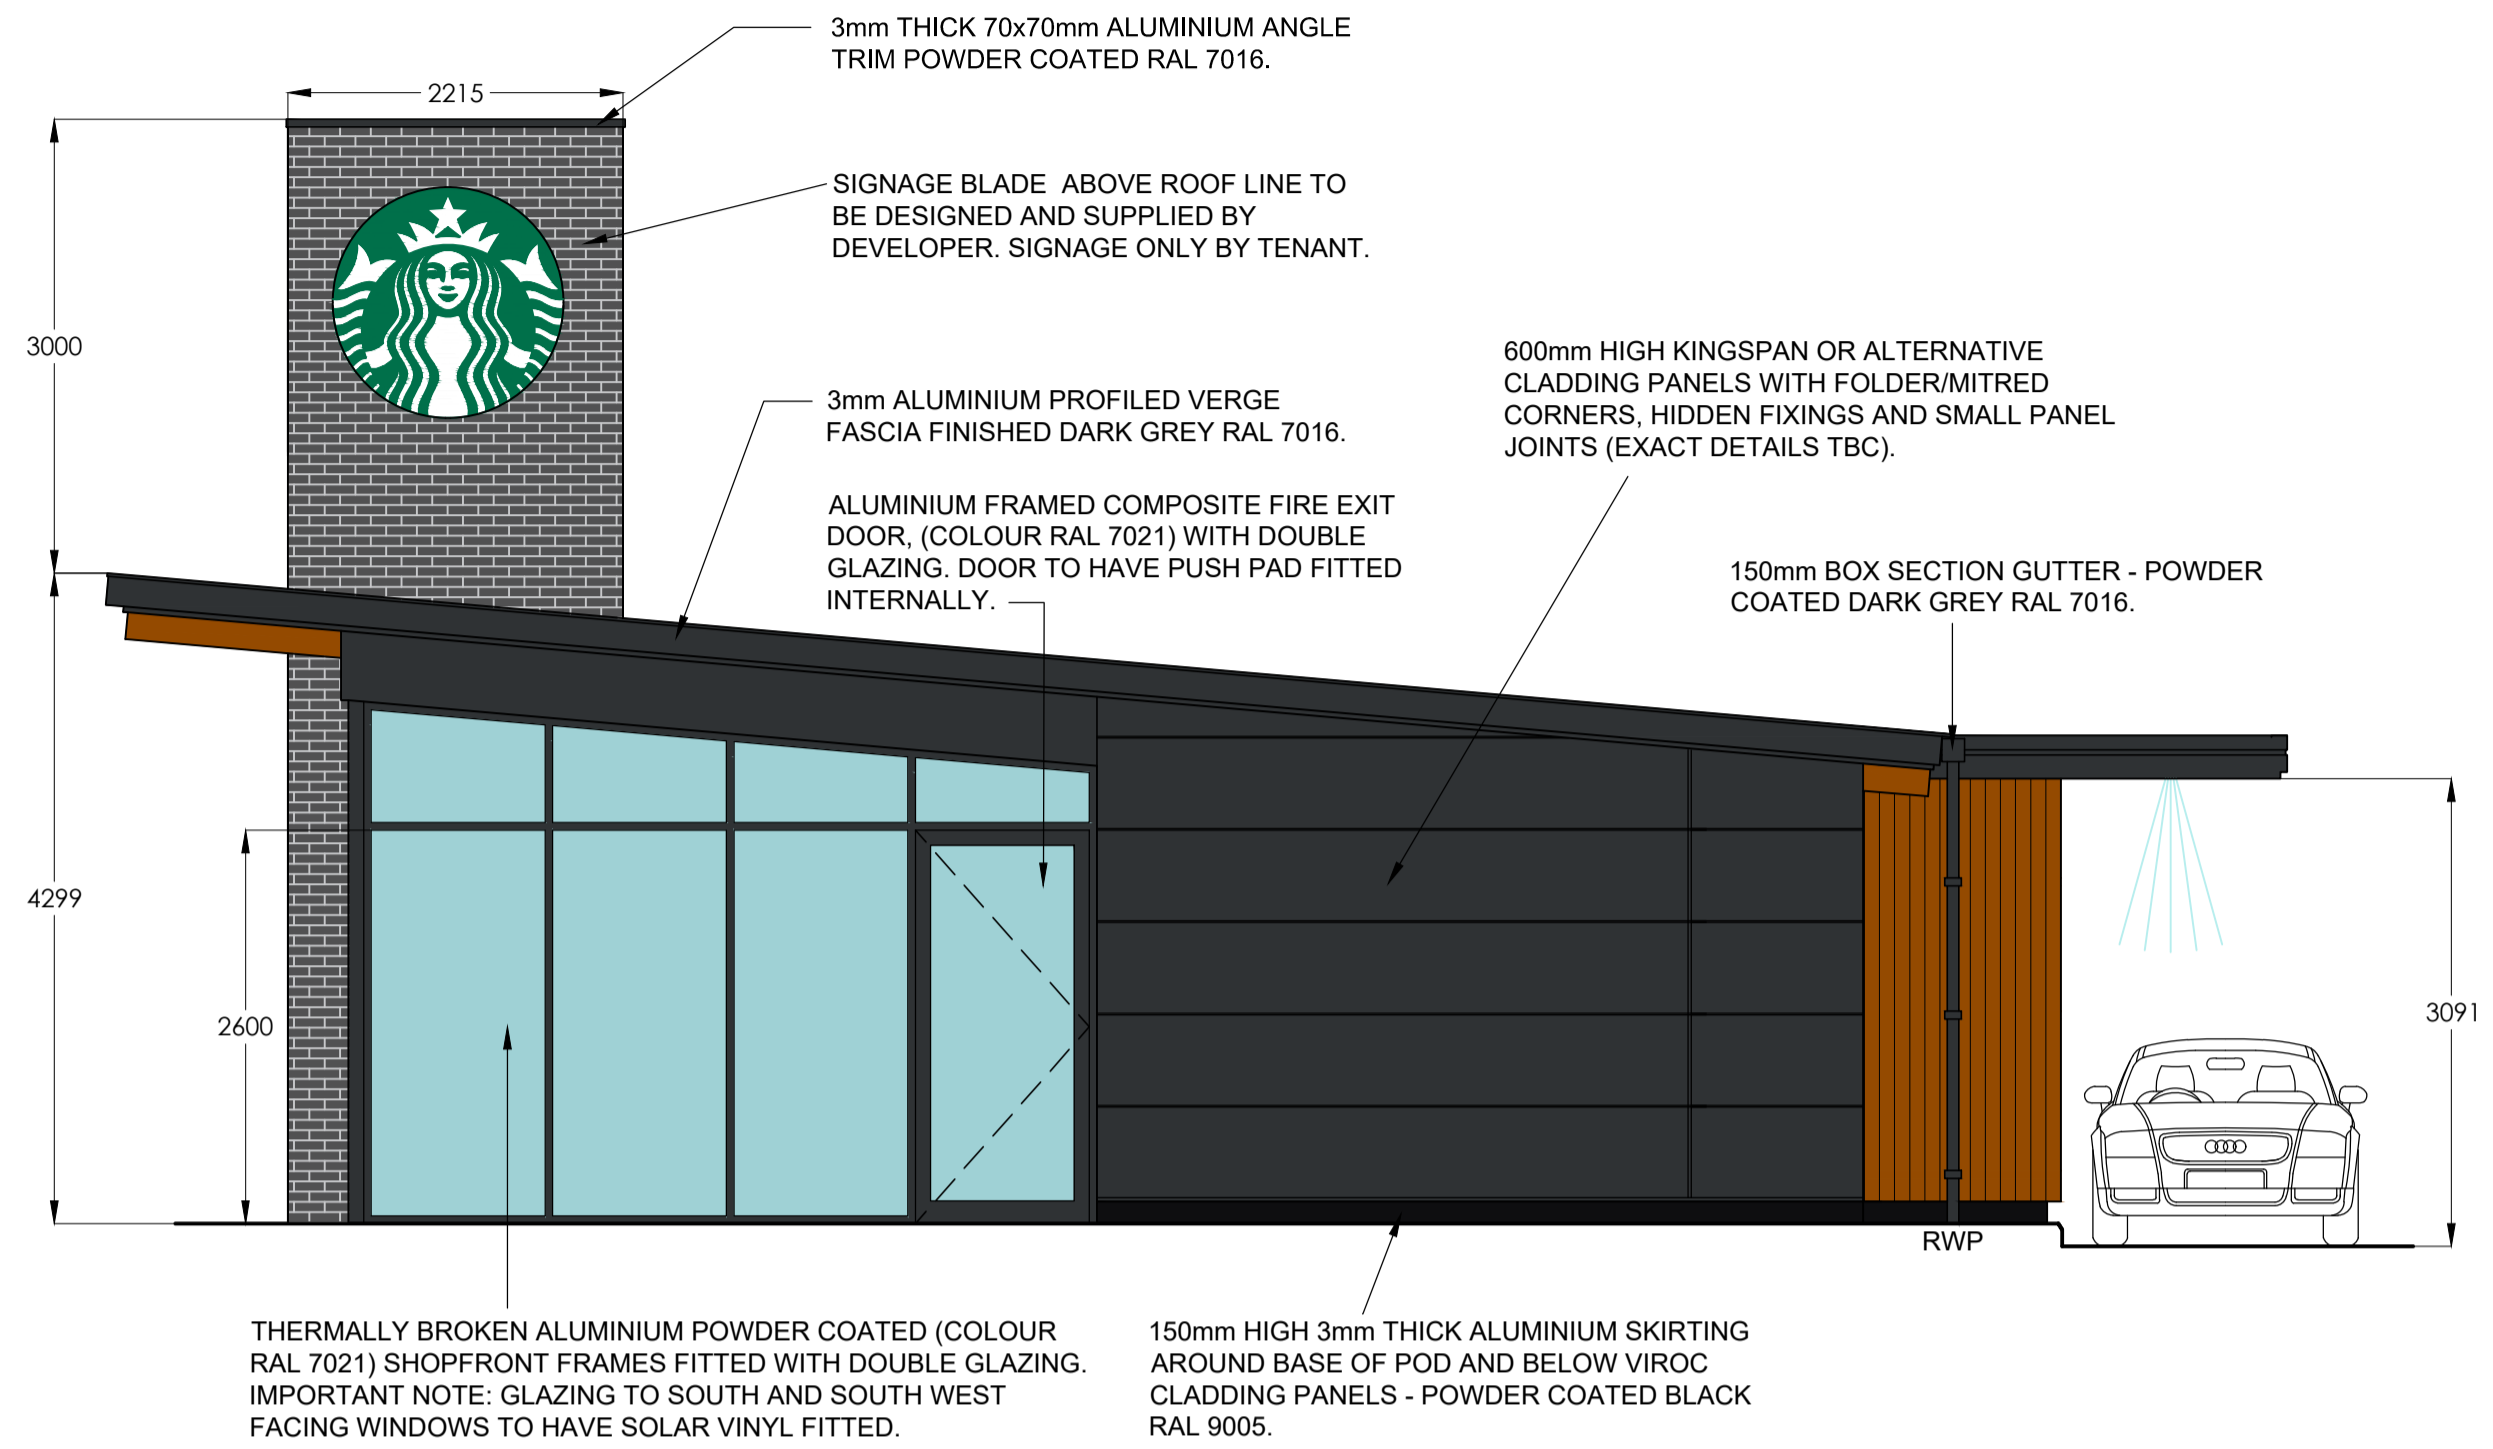 3mm THICK 70x70mm ALUMINIUM ANGLE
TRIM POWDER COATED RAL 7016.
2215
SIGNAGE BLADE ABOVE ROOF LINE TO
BE DESIGNED AND SUPPLIED BY
DEVELOPER. SIGNAGE ONLY BY TENANT.
3000
600mm HIGH KINGSPAN OR ALTERNATIVE
CLADDING PANELS WITH FOLDER/MITRED
CORNERS, HIDDEN FIXINGS AND SMALL PANEL
JOINTS (EXACT DETAILS TBC).
3mm ALUMINIUM PROFILED VERGE
FASCIA FINISHED DARK GREY RAL 7016.
ALUMINIUM FRAMED COMPOSITE FIRE EXIT
DOOR, (COLOUR RAL 7021) WITH DOUBLE
GLAZING. DOOR TO HAVE PUSH PAD FITTED
INTERNALLY.
150mm BOX SECTION GUTTER - POWDER
COATED DARK GREY RAL 7016.
4299
2600
3091
RWP
THERMALLY BROKEN ALUMINIUM POWDER COATED (COLOUR
RAL 7021) SHOPFRONT FRAMES FITTED WITH DOUBLE GLAZING.
IMPORTANT NOTE: GLAZING TO SOUTH AND SOUTH WEST
FACING WINDOWS TO HAVE SOLAR VINYL FITTED.
150mm HIGH 3mm THICK ALUMINIUM SKIRTING
AROUND BASE OF POD AND BELOW VIROC
CLADDING PANELS - POWDER COATED BLACK
RAL 9005.